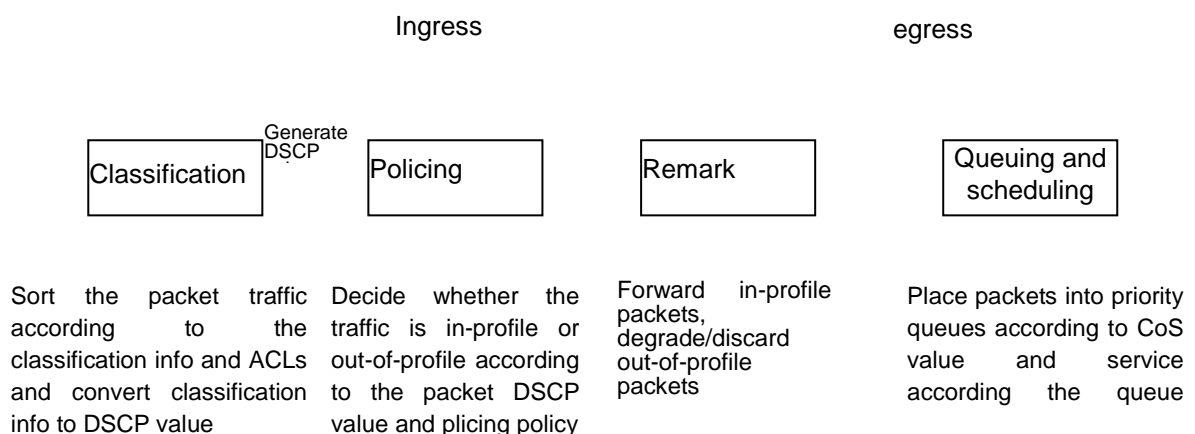 Ingress
egress
Generate
DSCP
Classification
Policing
Remark
Queuing and
scheduling
Sort the packet traffic
according to the
classification info and ACLs
and convert classification
info to DSCP value
Decide whether the
traffic is in-profile or
out-of-profile according
to the packet DSCP
value and plicing policy
Forward in-profile
packets,
degrade/discard
out-of-profile
packets
Place packets into priority
queues according to CoS
value and service
according the queue